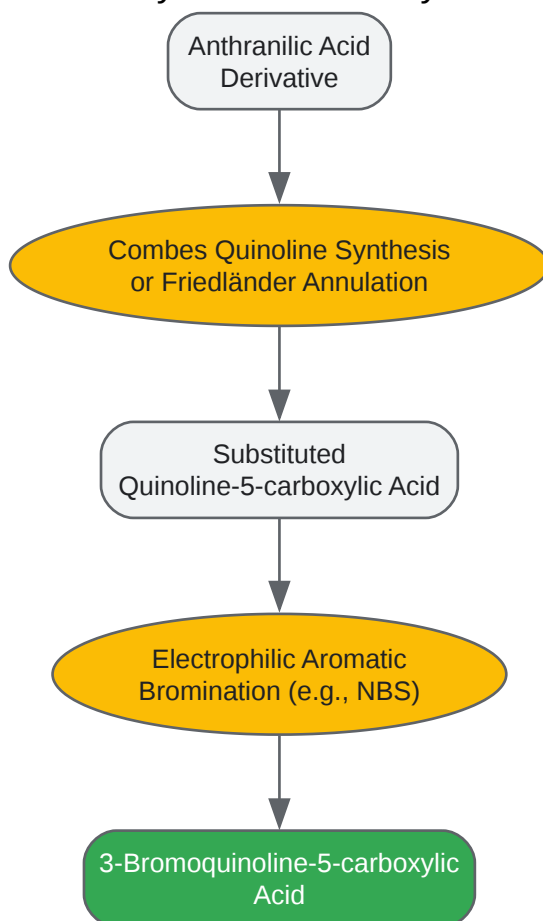 Anthranilic Acid
Derivative
Combes Quinoline Synthesis
or Friedländer Annulation
Substituted
Quinoline-5-carboxylic Acid
Electrophilic Aromatic
Bromination (e.g., NBS)
3-Bromoquinoline-5-carboxylic
Acid